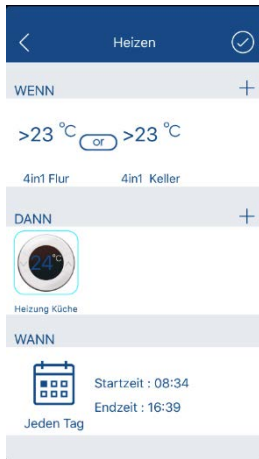 Heizen
WENN
>23 °C or >23 °C
4in1 Flur 4in1 Keller
DANN
24°C
Heizung Küche
WANN
Startzeit : 08:34
Endzeit : 16:39
Jeden Tag